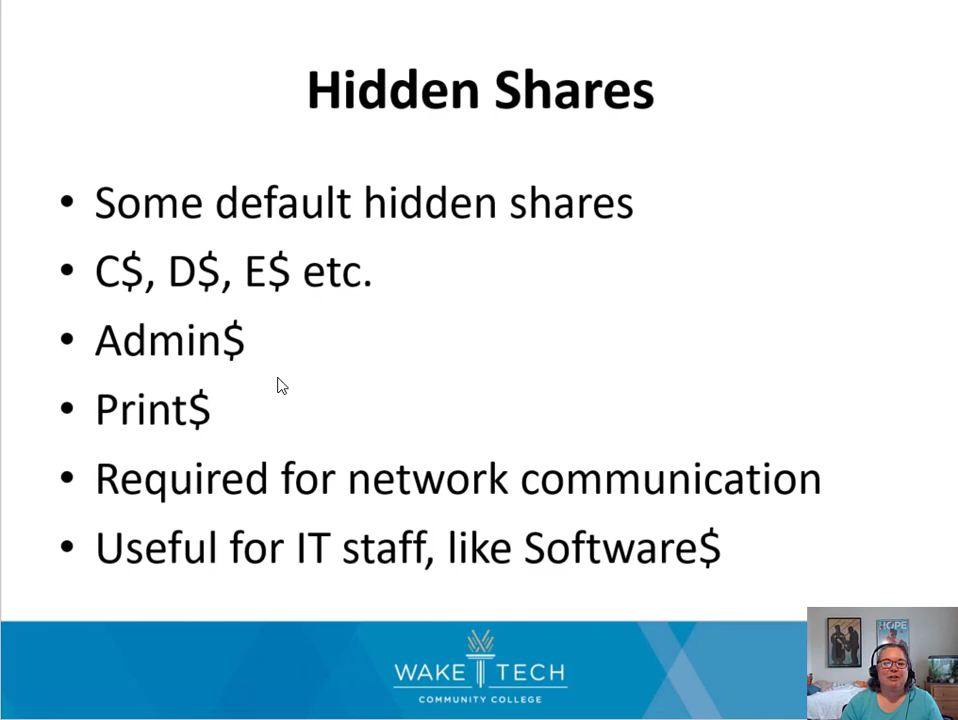 Hidden Shares
• Some default hidden shares
• C$, D$, E$ etc.
• Admin$
• Print$
• Required for network communication
• Useful for IT staff, like Software$
WAKE TECH
COMMUNITY COLLEGE
HOPE